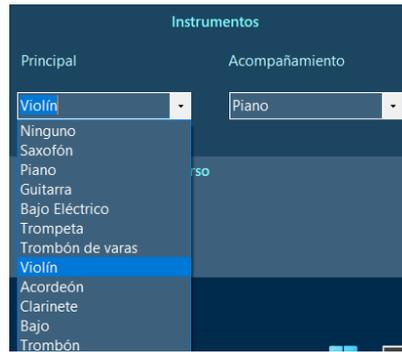 Instrumentos
Principal Acompañamiento
Violín Piano
Ninguno
Saxofón
Piano rso
Guitarra
Bajo Eléctrico
Trompeta
Trombón de varas
Violín
Acordeón
Clarinete
Bajo
Trombón